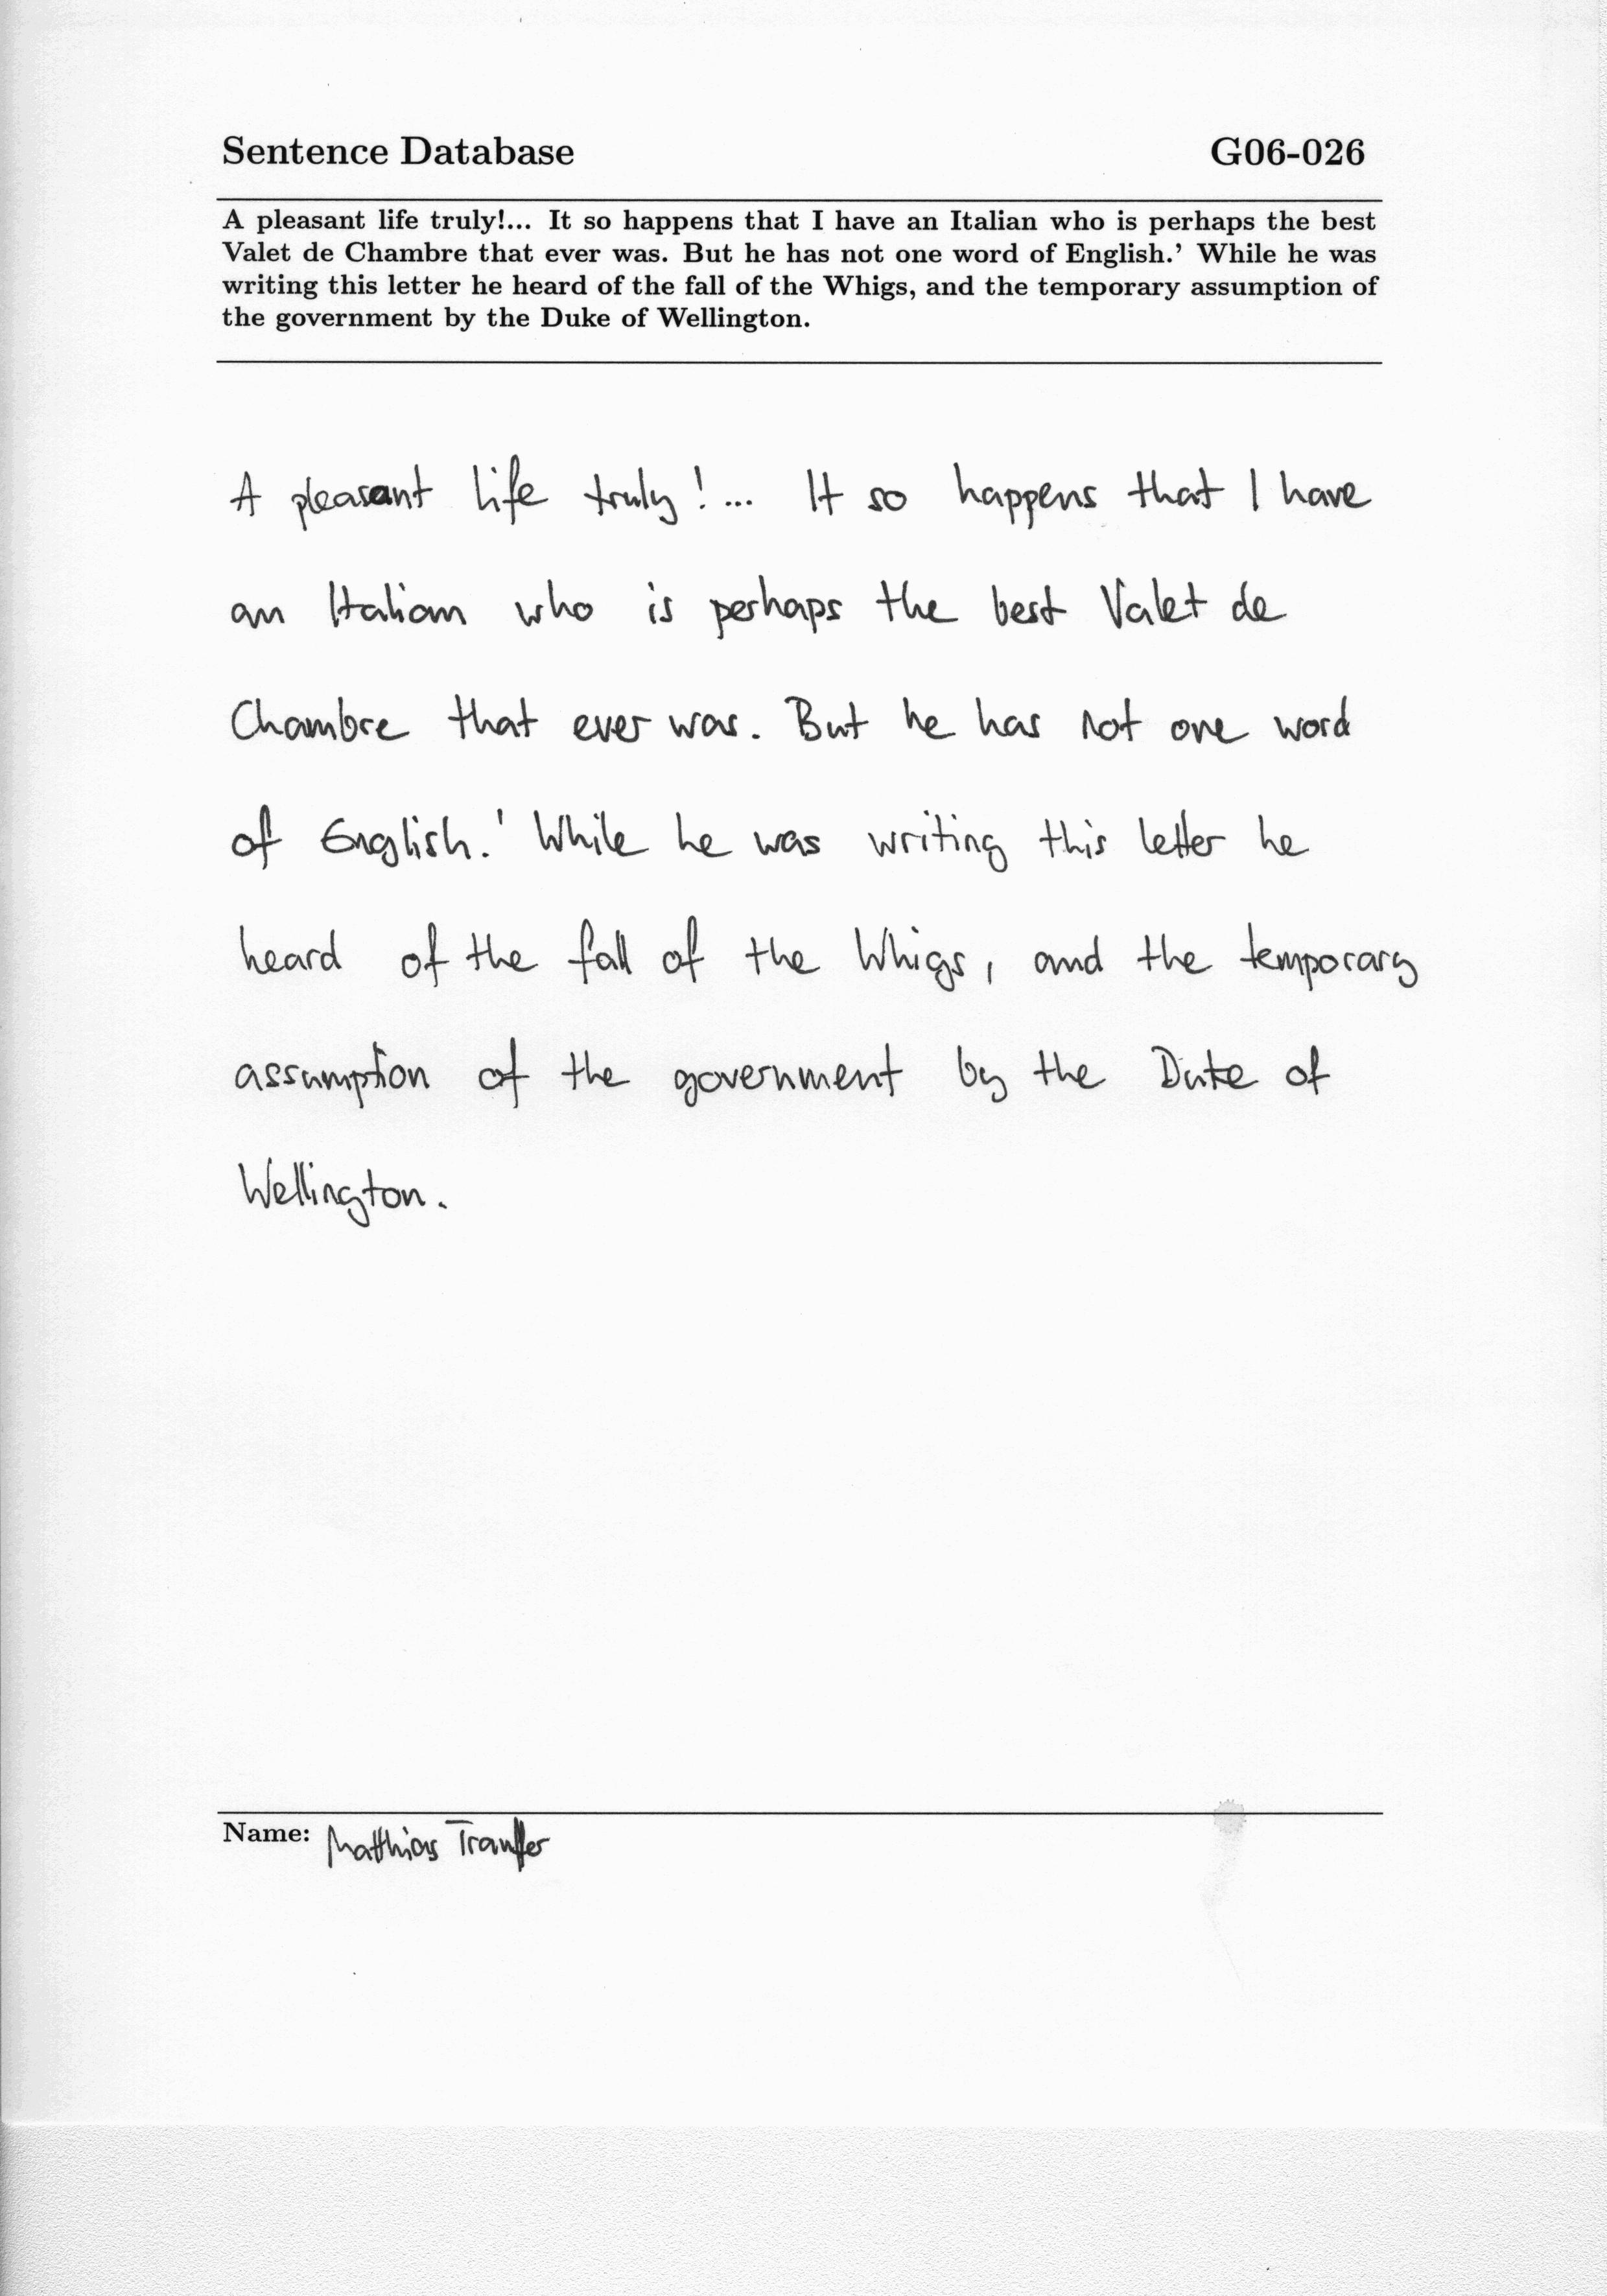 Sentence Database G06-026
A pleasant life truly!... It so happens that I have an Italian who is perhaps the best
Valet de Chambre that ever was. But he has not one word of English.' While he was
writing this letter he heard of the fall of the Whigs, and the temporary assumption of
the government by the Duke of Wellington.
A pleasant life truly!... It so happens that I have
an Italian who is perhaps the best Valet de
Chambre that ever was. But he has not one word
of English.' While he was writing this letter he
heard of the fall of the Whigs, and the temporary
assumption of the government by the Duke of
Wellington.
Name: Matthias